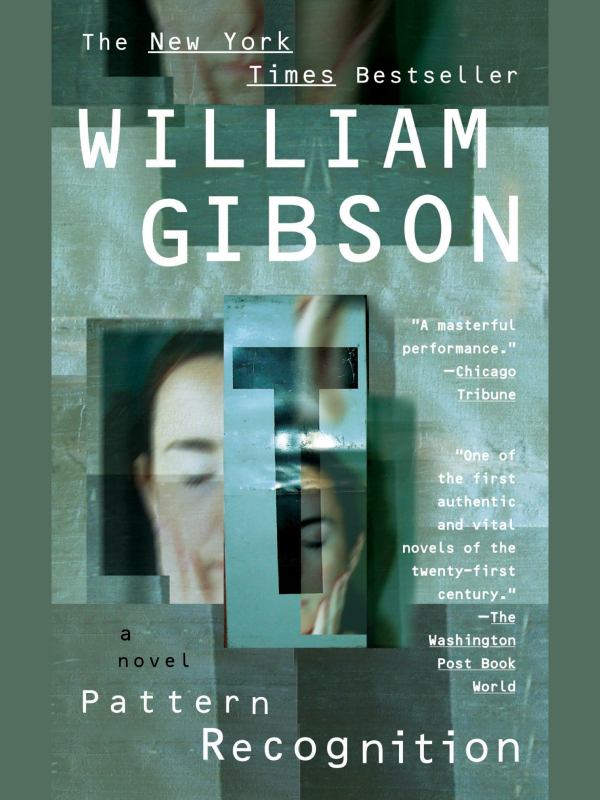 The New York
Times Bestseller
WILLIAM
GIBSON
T
"A masterful
performance."
—Chicago
Tribune
"One of
the first
authentic
and vital
novels of the
twenty-first
century."
—The
Washington
Post Book
World
a
novel
Pattern
Recognition